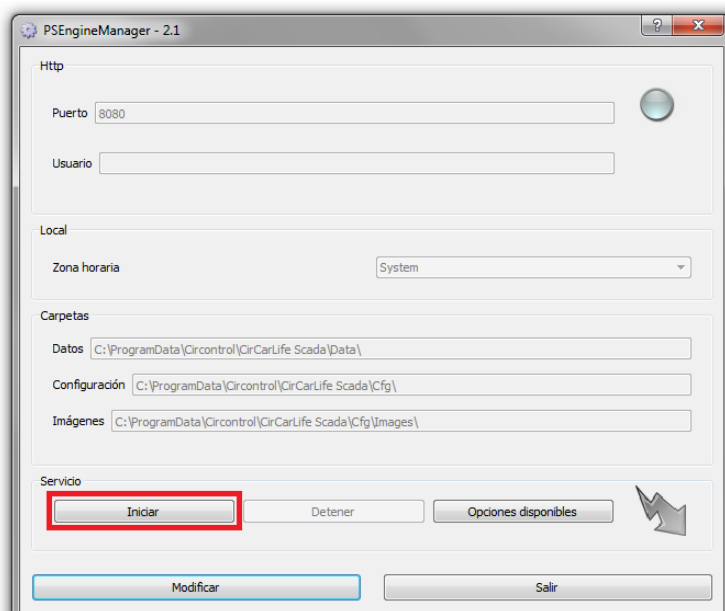 PSEngineManager - 2.1
Http
Puerto 8080
Usuario
Local
Zona horaria System
Carpetas
Datos C:\ProgramData\Circontrol\CirCarLife Scada\Data\
Configuración C:\ProgramData\Circontrol\CirCarLife Scada\Cfg\
Imágenes C:\ProgramData\Circontrol\CirCarLife Scada\Cfg\Images\
Servicio
Iniciar Detener Opciones disponibles
Modificar Salir